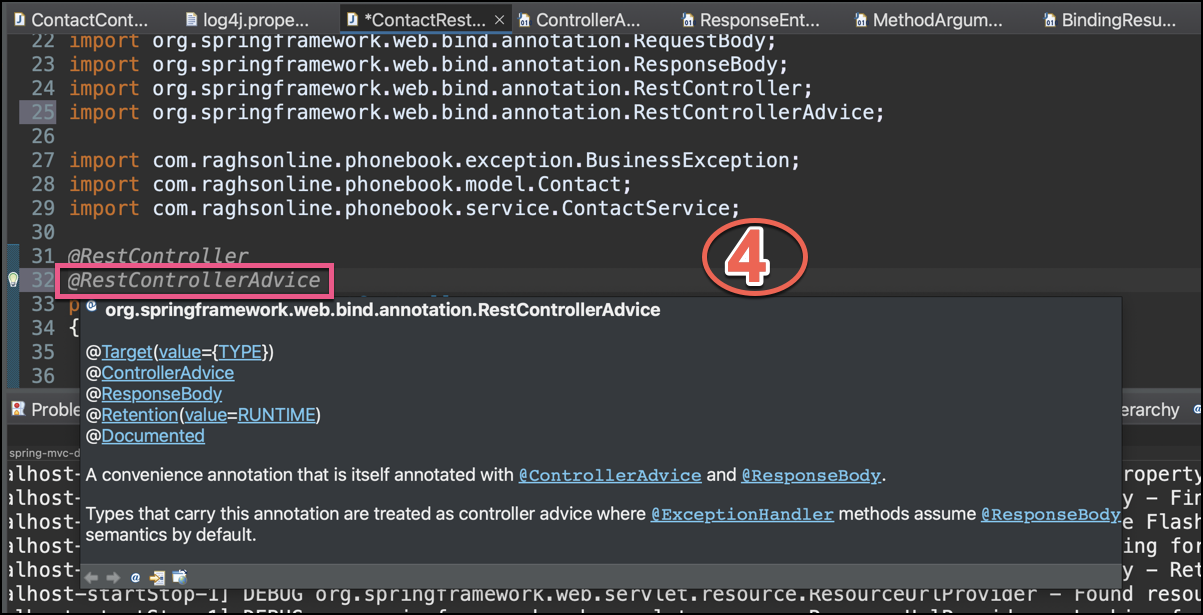 ContactCont...
log4j.prope...
*ContactRest...
ControllerA...
ResponseEnt...
MethodArgum...
BindingResu...
22 import org.springframework.web.bind.annotation.RequestBody;
23 import org.springframework.web.bind.annotation.ResponseBody;
24 import org.springframework.web.bind.annotation.RestController;
25 import org.springframework.web.bind.annotation.RestControllerAdvice;
26
27 import com.raghsonline.phonebook.exception.BusinessException;
28 import com.raghsonline.phonebook.model.Contact;
29 import com.raghsonline.phonebook.service.ContactService;
30
31 @RestController
4
32 @RestControllerAdvice
33 p
34 {
35
36
org.springframework.web.bind.annotation.RestControllerAdvice
@Target(value={TYPE})
@ControllerAdvice
@ResponseBody
@Retention(value=RUNTIME)
@Documented
A convenience annotation that is itself annotated with @ControllerAdvice and @ResponseBody.
Types that carry this annotation are treated as controller advice where @ExceptionHandler methods assume @ResponseBody
semantics by default.
Proble
erarchy
spring-mvc-d
alhost- roperty
alhost- y - Fin
alhost- e Flash
alhost- ing for
alhost- y - Ret
alhost-startStop-1] DEBUG org.springframework.web.servlet.resource.ResourceUrlProvider - Found resou